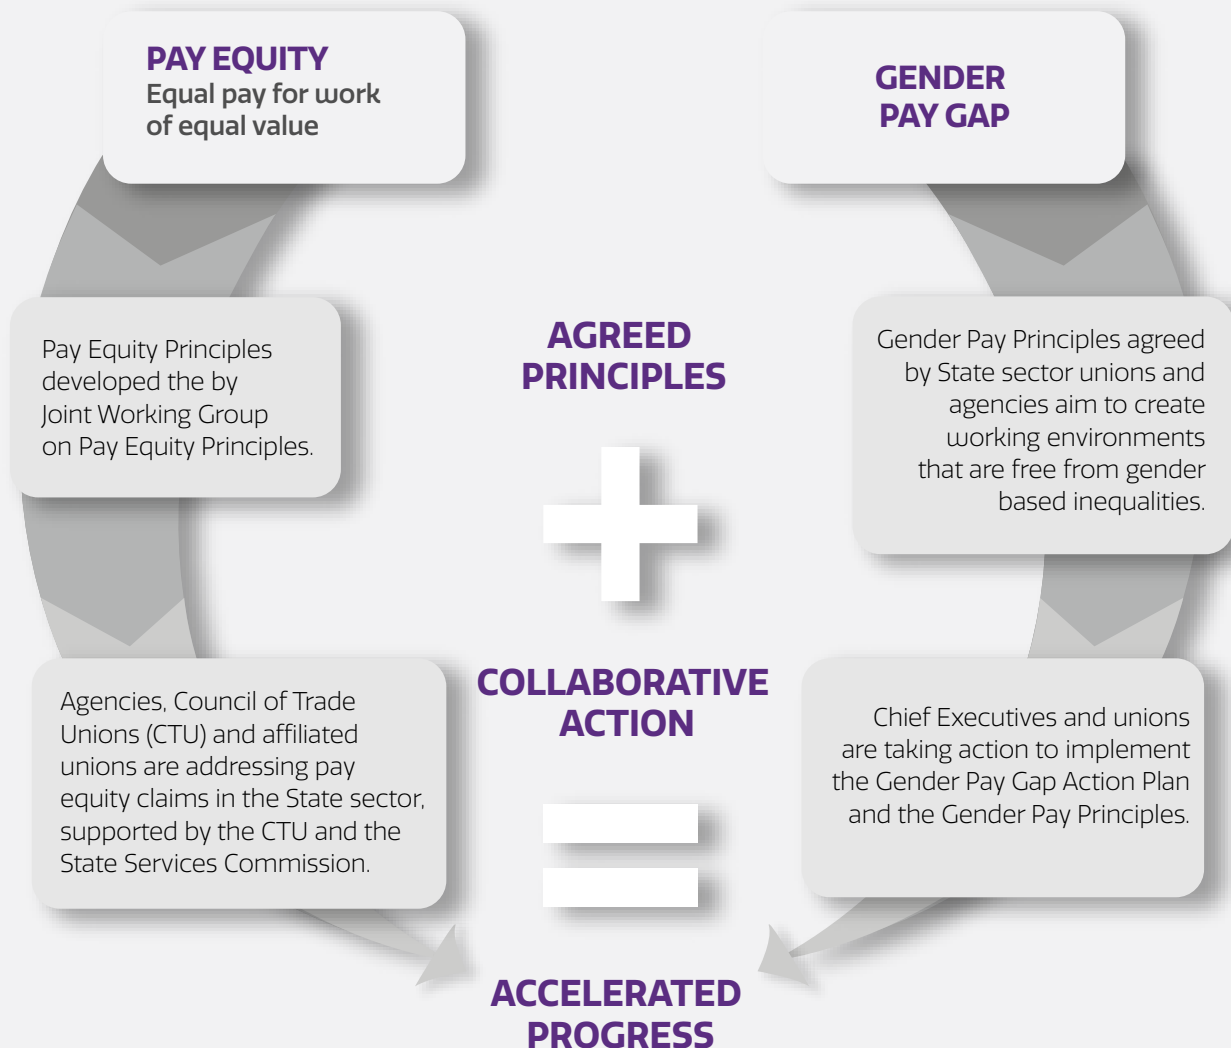 PAY EQUITY
Equal pay for work
of equal value
GENDER
PAY GAP
Pay Equity Principles
developed the by
Joint Working Group
on Pay Equity Principles.
AGREED
PRINCIPLES
Gender Pay Principles agreed
by State sector unions and
agencies aim to create
working environments
that are free from gender
based inequalities.
Agencies, Council of Trade
Unions (CTU) and affiliated
unions are addressing pay
equity claims in the State sector,
supported by the CTU and the
State Services Commission.
COLLABORATIVE
ACTION
Chief Executives and unions
are taking action to implement
the Gender Pay Gap Action Plan
and the Gender Pay Principles.
ACCELERATED
PROGRESS